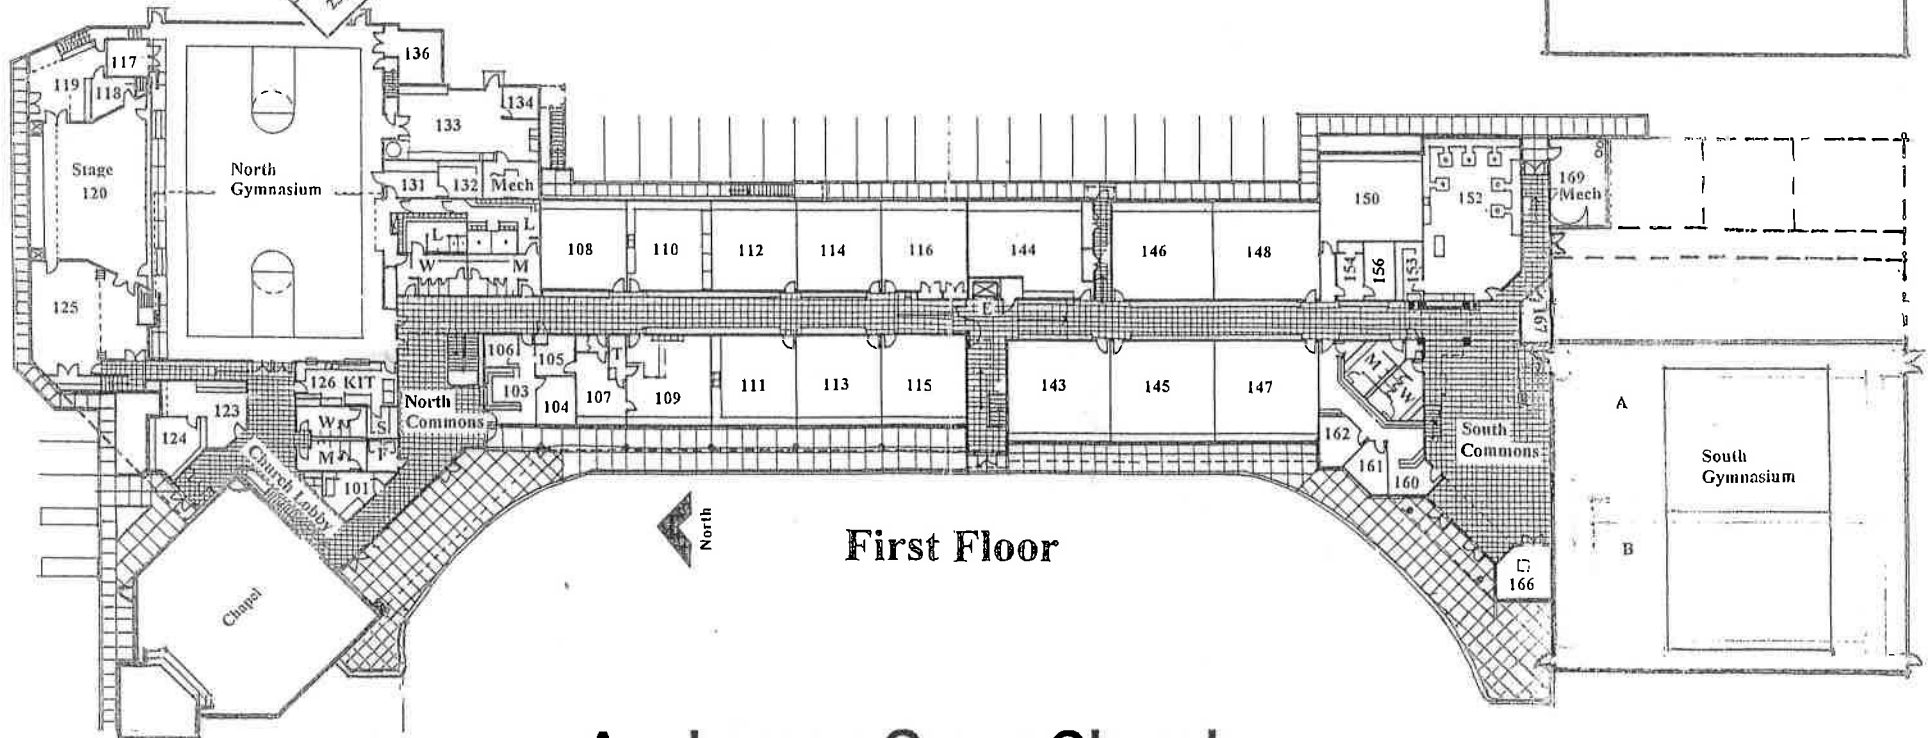 136
117
119
118
134
133
Stage
120
North
Gymnasium
131
132
Mech
169
Mech
150
152
L
L
W
M
108
110
112
114
116
144
146
148
154
156
153
125
E
167
106
105
T
103
104
107
109
111
113
115
143
145
147
M
W
126 KIT
North
Commons
123
W
S
124
M
F
Church Lobby
101
162
161
160
South
Commons
A
South
Gymnasium
B
North
First Floor
166
Chapel